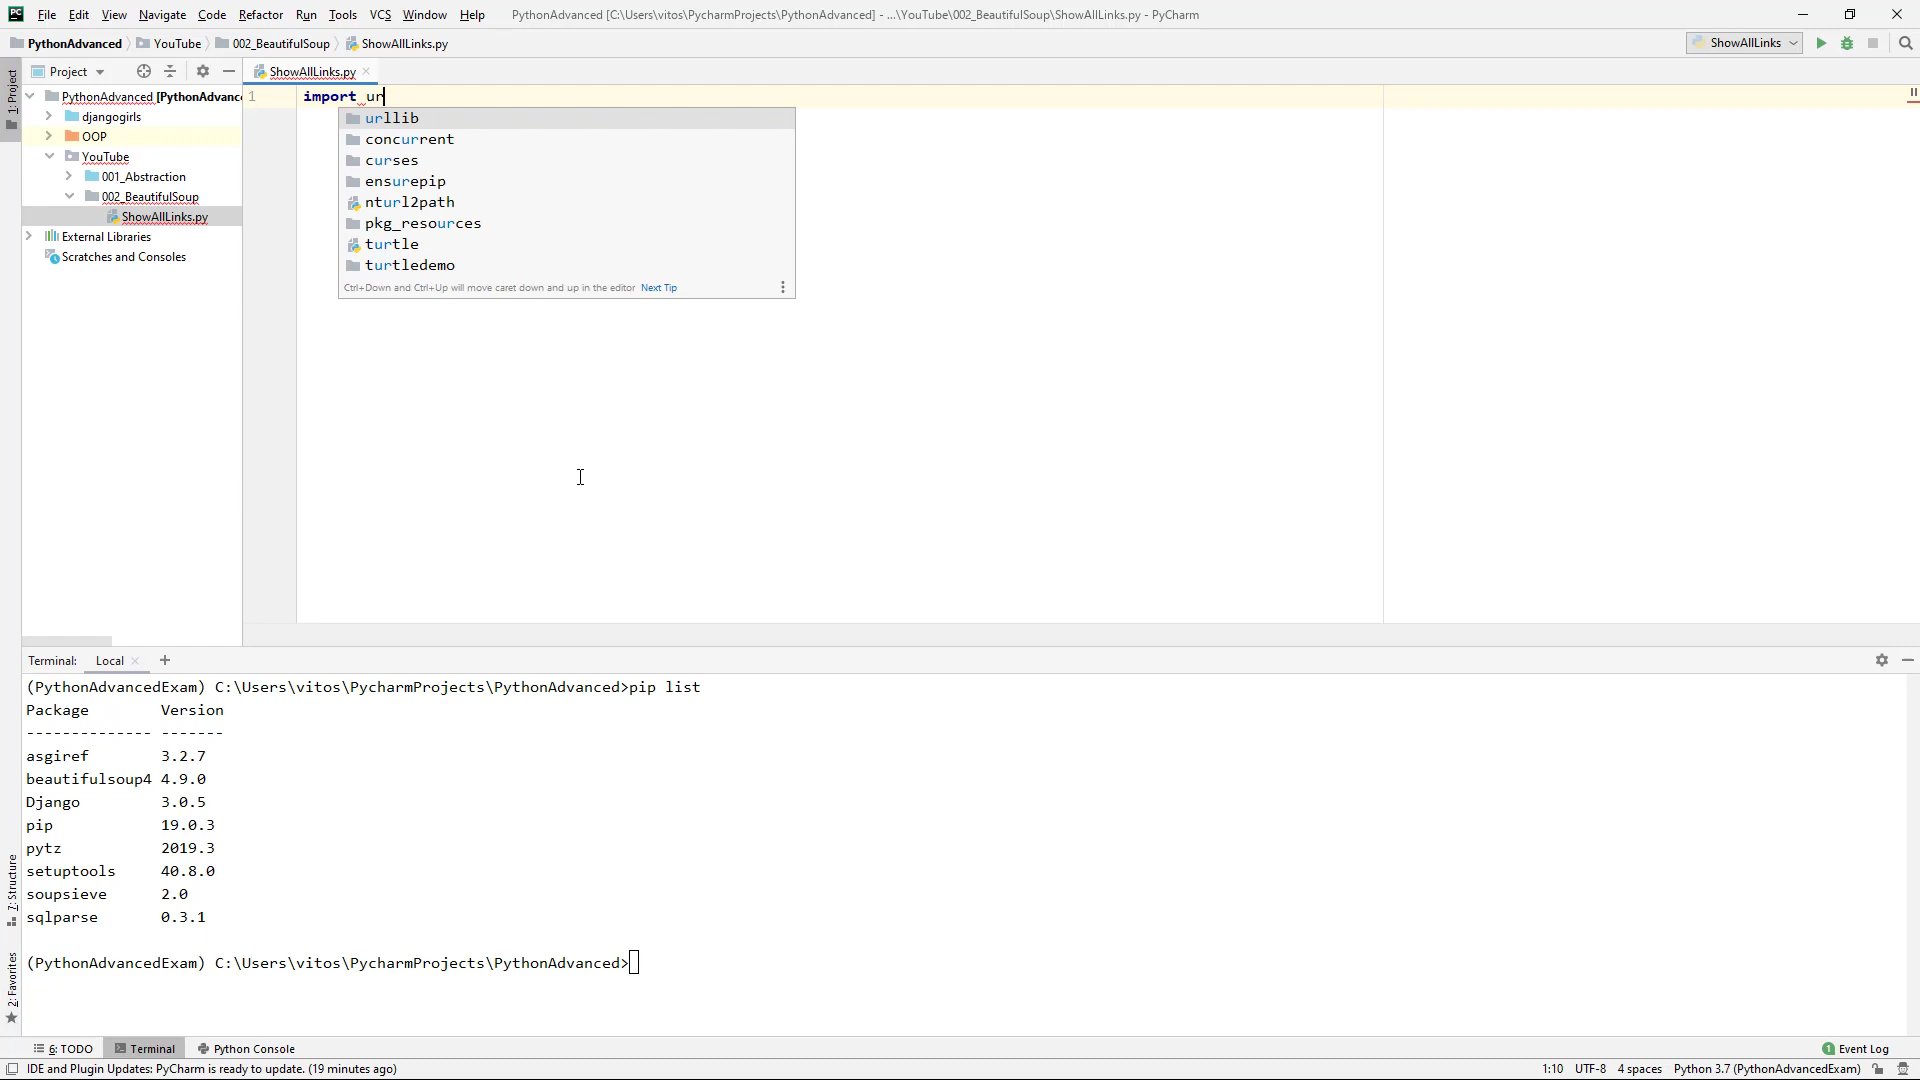 PC File Edit View Navigate Code Refactor Run Tools VCS Window Help PythonAdvanced [C:\Users\vitos\PycharmProjects\PythonAdvanced] - ...\YouTube\002_BeautifulSoup\ShowAllLinks.py - PyCharm
PythonAdvanced YouTube 002_BeautifulSoup ShowAllLinks.py ShowAllLinks
1: Project
Project
ShowAllLinks.py
PythonAdvanced [PythonAdvance
djangogirls
OOP
YouTube
001_Abstraction
002_BeautifulSoup
ShowAllLinks.py
External Libraries
Scratches and Consoles
1 import ur
urllib
concurrent
curses
ensurepip
nturl2path
pkg_resources
turtle
turtledemo
Ctrl+Down and Ctrl+Up will move caret down and up in the editor Next Tip
Terminal: Local
(PythonAdvancedExam) C:\Users\vitos\PycharmProjects\PythonAdvanced>pip list
Package Version
-------------- -------
asgiref 3.2.7
beautifulsoup4 4.9.0
Django 3.0.5
pip 19.0.3
pytz 2019.3
setuptools 40.8.0
soupsieve 2.0
sqlparse 0.3.1
(PythonAdvancedExam) C:\Users\vitos\PycharmProjects\PythonAdvanced>
7: Structure
2: Favorites
6: TODO Terminal Python Console 1 Event Log
IDE and Plugin Updates: PyCharm is ready to update. (19 minutes ago) 1:10 UTF-8 4 spaces Python 3.7 (PythonAdvancedExam)